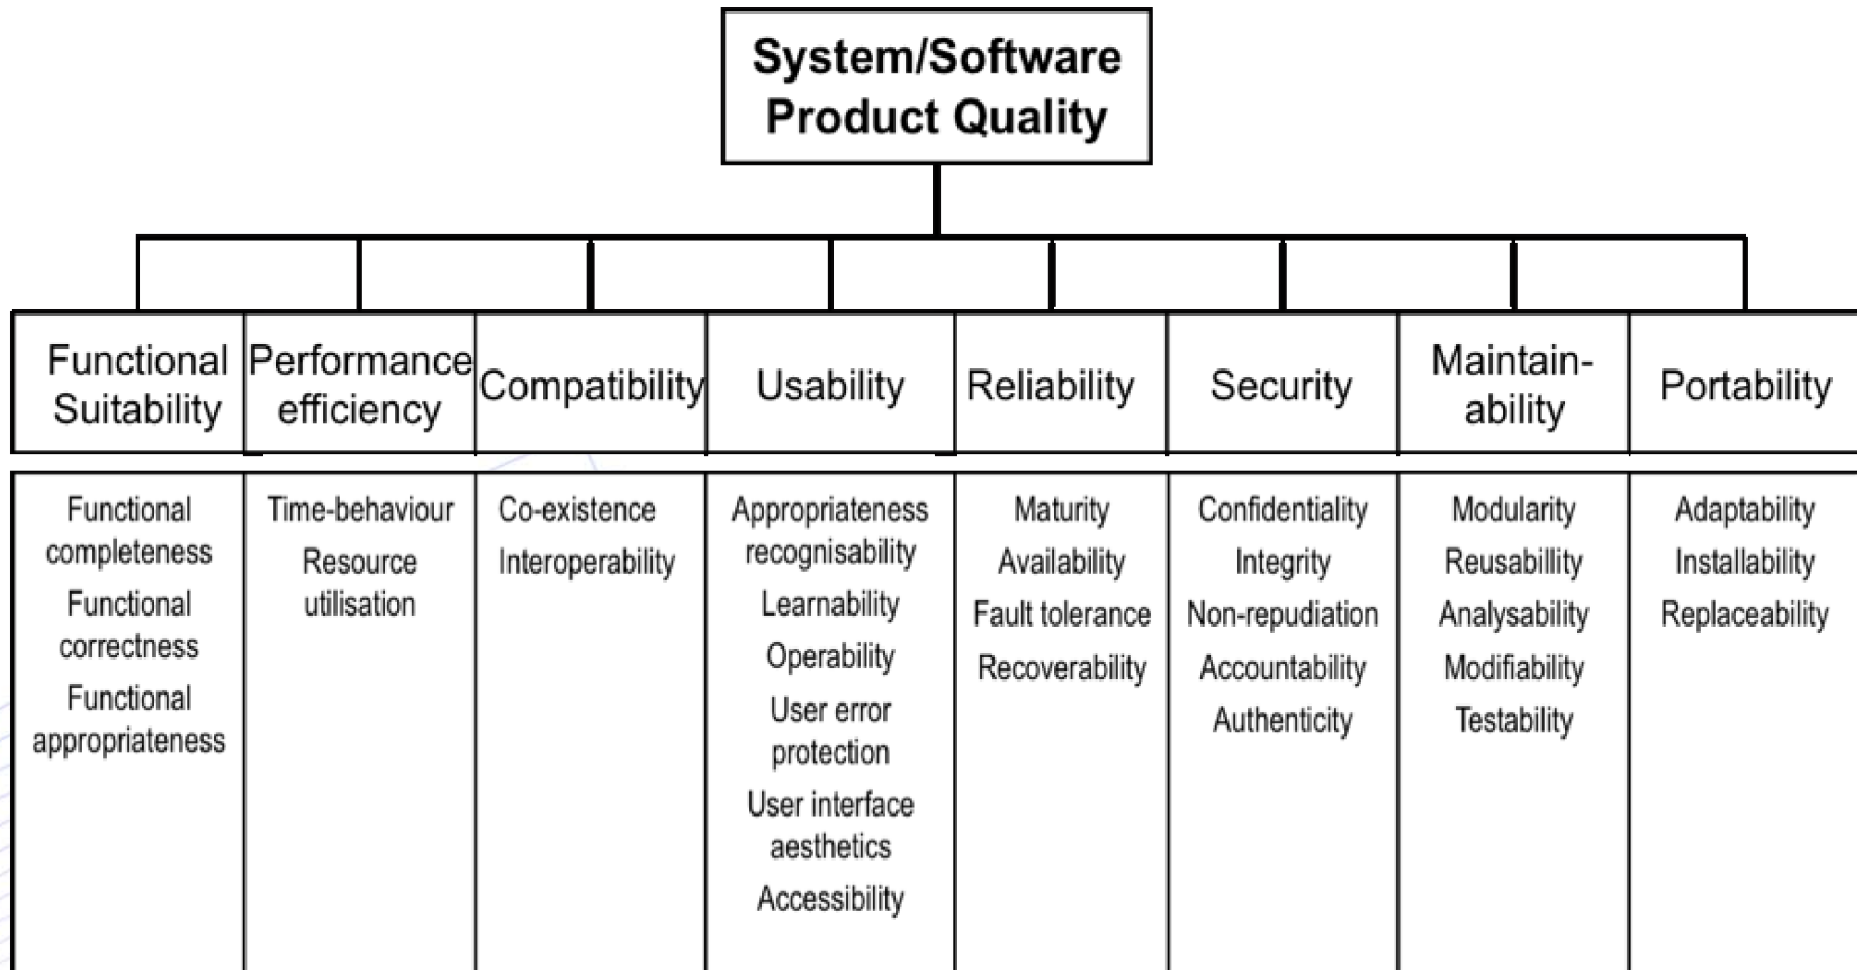 System/Software
Product Quality
Functional
Suitability
Performance
efficiency
Compatibility
Usability
Reliability
Security
Maintain-
ability
Portability
Functional
completeness
Functional
correctness
Functional
appropriateness
Time-behaviour
Resource
utilisation
Co-existence
Interoperability
Appropriateness
recognisability
Learnability
Operability
User error
protection
User interface
aesthetics
Accessibility
Maturity
Availability
Fault tolerance
Recoverability
Confidentiality
Integrity
Non-repudiation
Accountability
Authenticity
Modularity
Reusabillity
Analysability
Modifiability
Testability
Adaptability
Installability
Replaceability